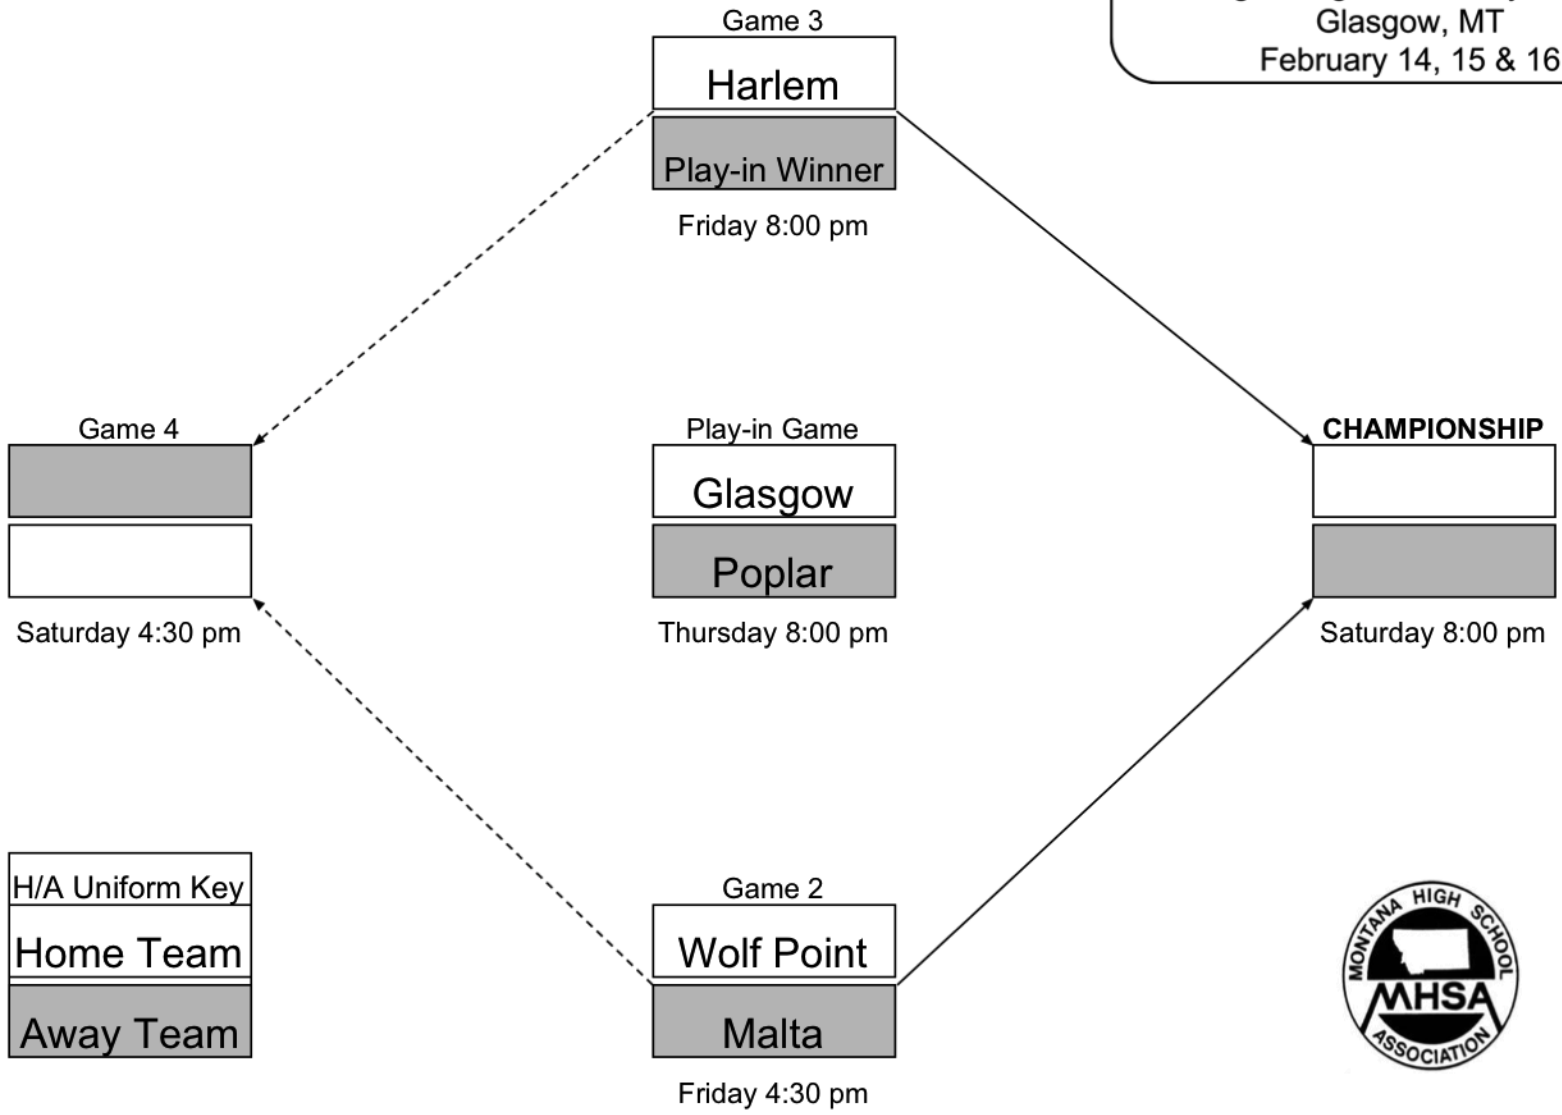 Glasgow, MT
February 14, 15 & 16
Game 3
Harlem
Play-in Winner
Friday 8:00 pm
Game 4
Saturday 4:30 pm
Play-in Game
Glasgow
Poplar
Thursday 8:00 pm
CHAMPIONSHIP
Saturday 8:00 pm
H/A Uniform Key
Home Team
Away Team
Game 2
Wolf Point
Malta
Friday 4:30 pm
MONTANA HIGH SCHOOL
MHSA
ASSOCIATION